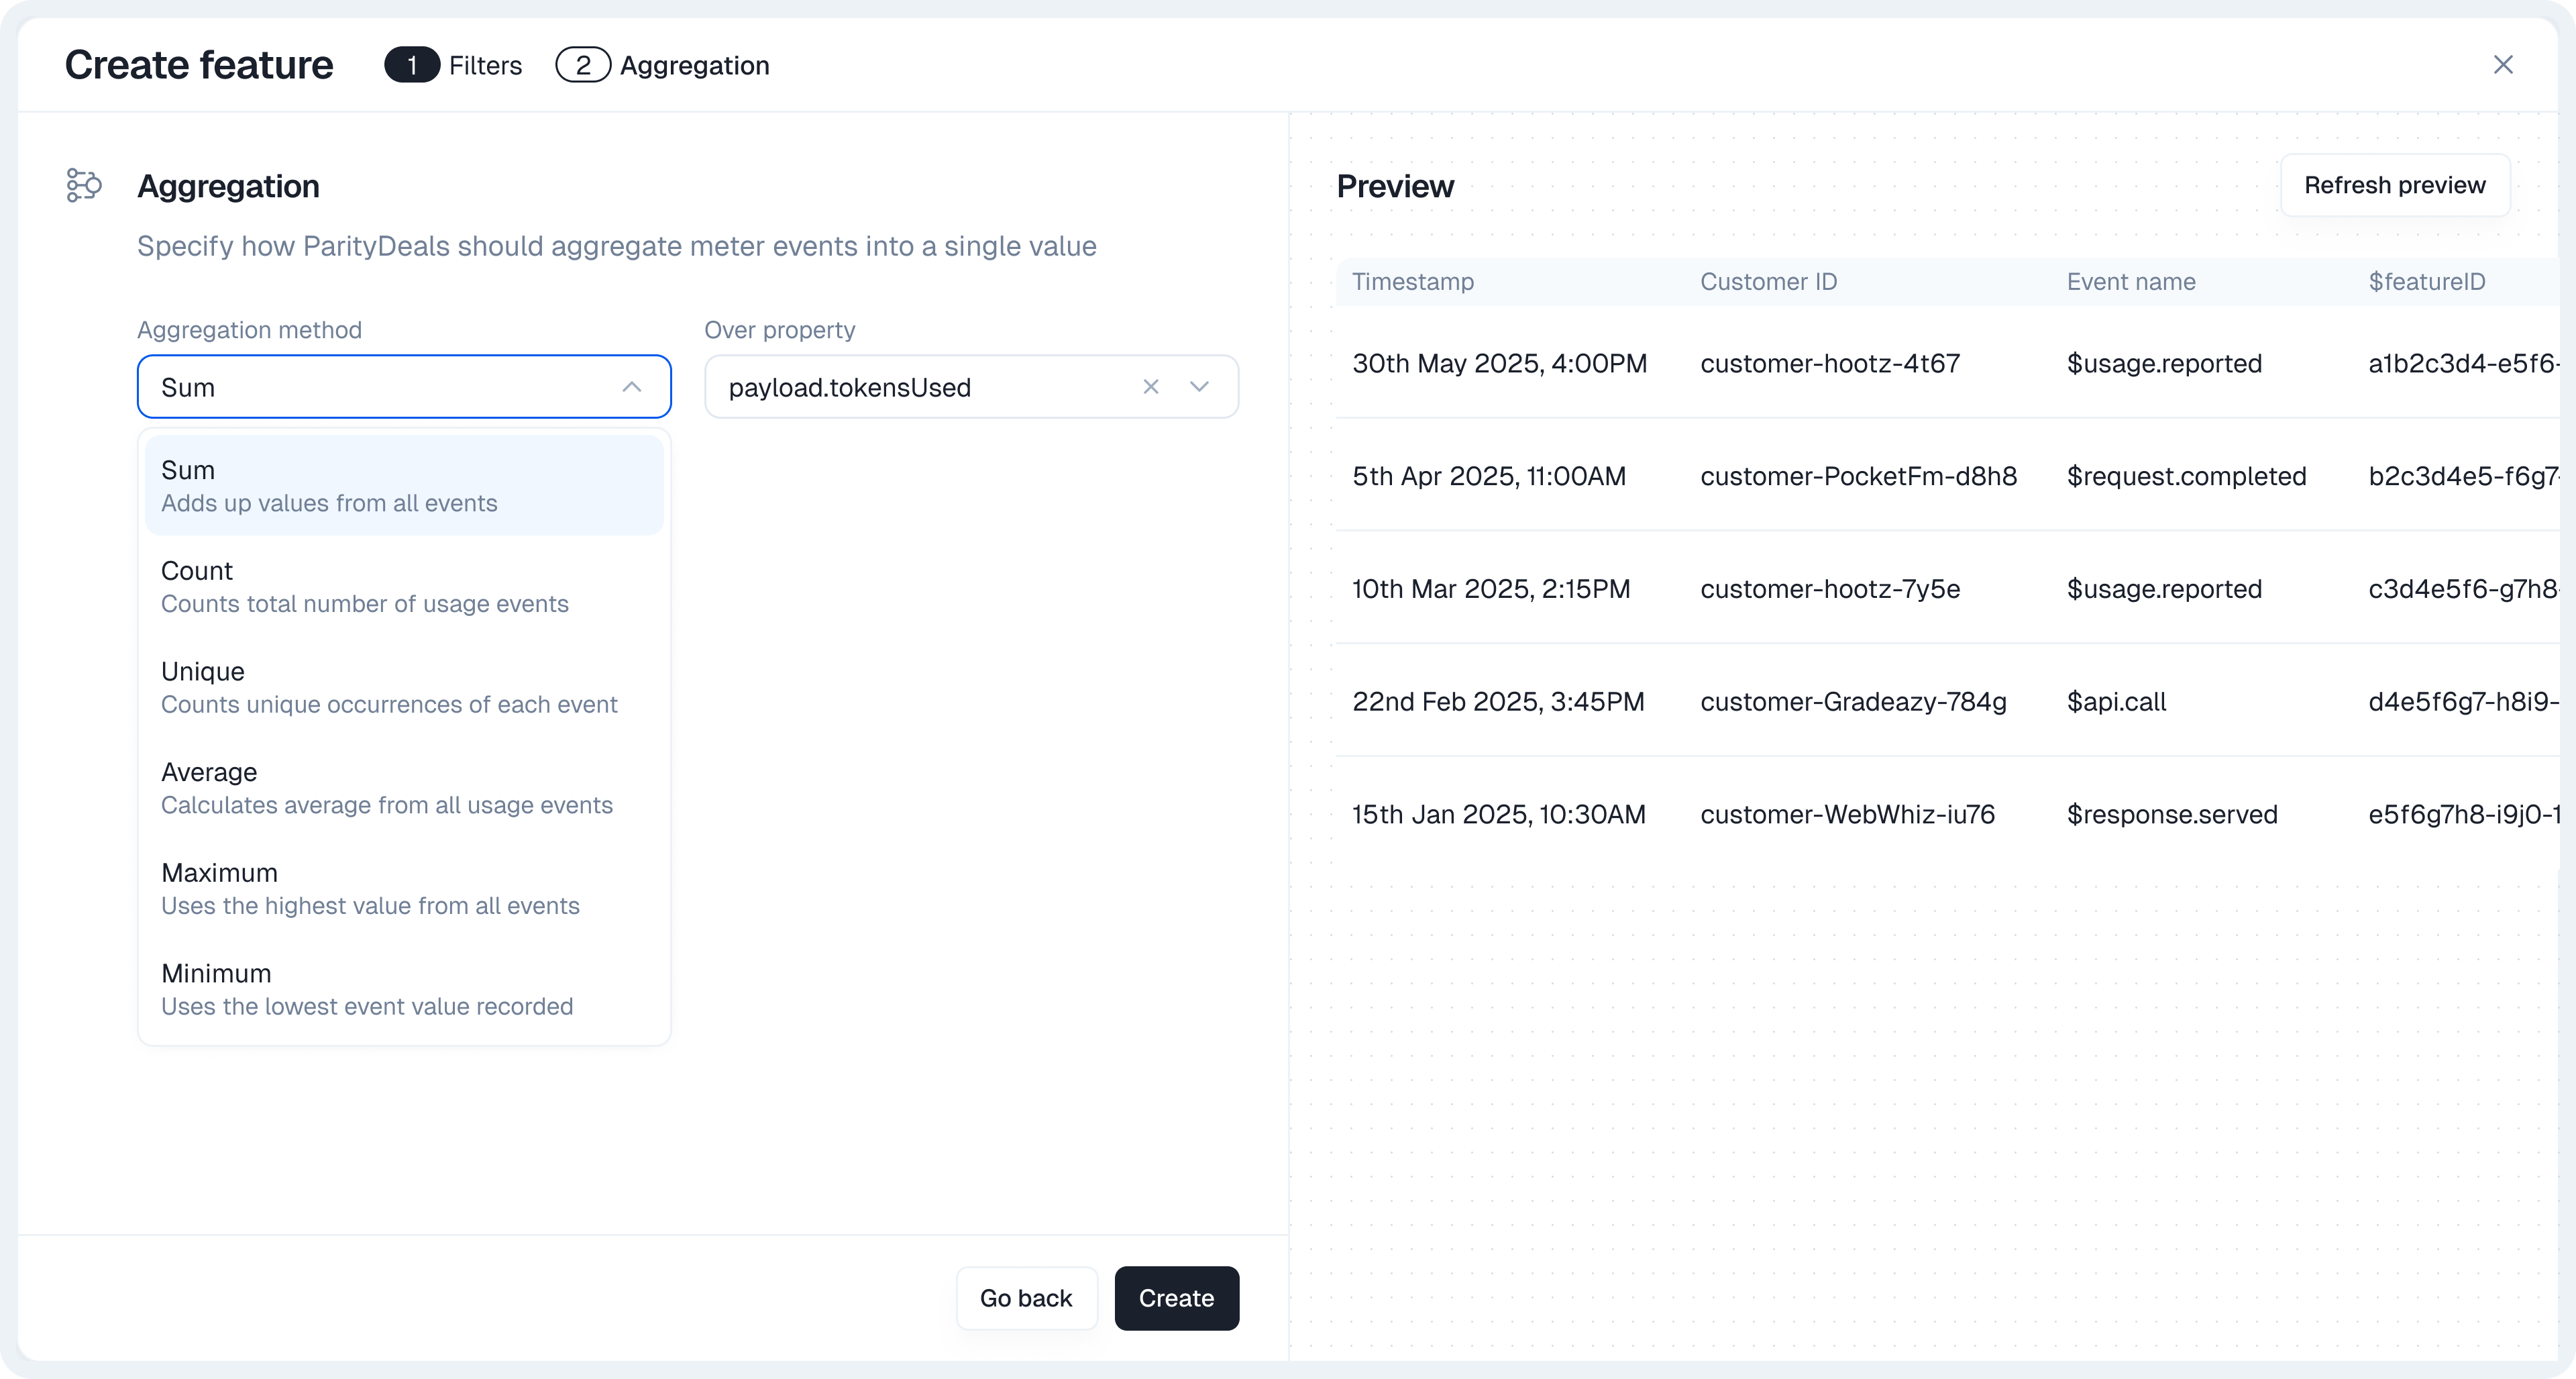 Create feature
1 Filters
2 Aggregation
Aggregation
Specify how ParityDeals should aggregate meter events into a single value
Aggregation method
Over property
Sum
payload.tokensUsed
Sum
Adds up values from all events
Count
Counts total number of usage events
Unique
Counts unique occurrences of each event
Average
Calculates average from all usage events
Maximum
Uses the highest value from all events
Minimum
Uses the lowest event value recorded
Go back
Create
Preview
Refresh preview
Timestamp Customer ID Event name $featureID
30th May 2025, 4:00PM customer-hootz-4t67 $usage.reported a1b2c3d4-e5f6-
5th Apr 2025, 11:00AM customer-PocketFm-d8h8 $request.completed b2c3d4e5-f6g7-
10th Mar 2025, 2:15PM customer-hootz-7y5e $usage.reported c3d4e5f6-g7h8-
22nd Feb 2025, 3:45PM customer-Gradeazy-784g $api.call d4e5f6g7-h8i9-
15th Jan 2025, 10:30AM customer-WebWhiz-iu76 $response.served e5f6g7h8-i9j0-1